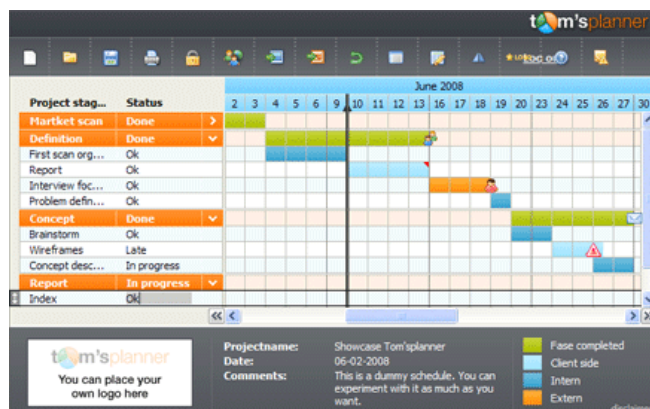 tom'splanner
log off
June 2008
Project stag... Status 2 3 4 5 6 9 10 11 12 13 16 17 18 19 20 23 24 25 26 27 30
Martket scan Done
Definition Done
First scan org... Ok
Report Ok
Interview foc... Ok
Problem defin... Ok
Concept Done
Brainstorm Ok
Wireframes Late
Concept desc... In progress
Report In progress
Index Ok
tom'splanner
You can place your
own logo here
Projectname: Showcase Tom'splanner
Date: 06-02-2008
Comments: This is a dummy schedule. You can
experiment with it as much as you
want.
Fase completed
Client side
Intern
Extern
disclaime